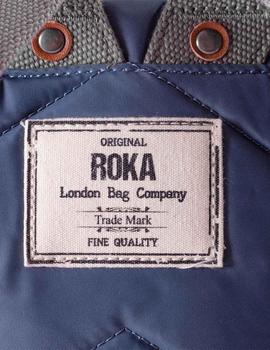 ORIGINAL
ROKA
London Bag Company
Trade Mark
FINE QUALITY